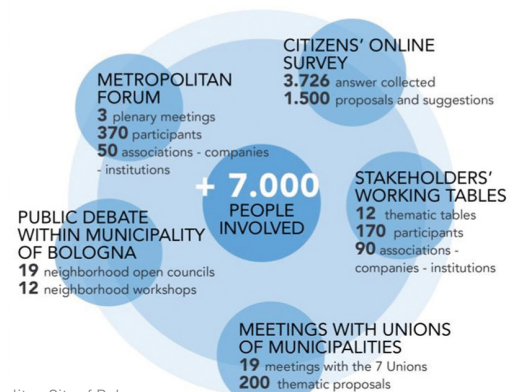 CITIZENS' ONLINE
SURVEY
3.726 answer collected
1.500 proposals and suggestions
METROPOLITAN
FORUM
3 plenary meetings
370 participants
50 associations - companies
- institutions
+ 7.000
PEOPLE
INVOLVED
STAKEHOLDERS'
WORKING TABLES
12 thematic tables
170 participants
90 associations -
companies - institutions
PUBLIC DEBATE
WITHIN MUNICIPALITY
OF BOLOGNA
19 neighborhood open councils
12 neighborhood workshops
MEETINGS WITH UNIONS
OF MUNICIPALITIES
19 meetings with the 7 Unions
200 thematic proposals